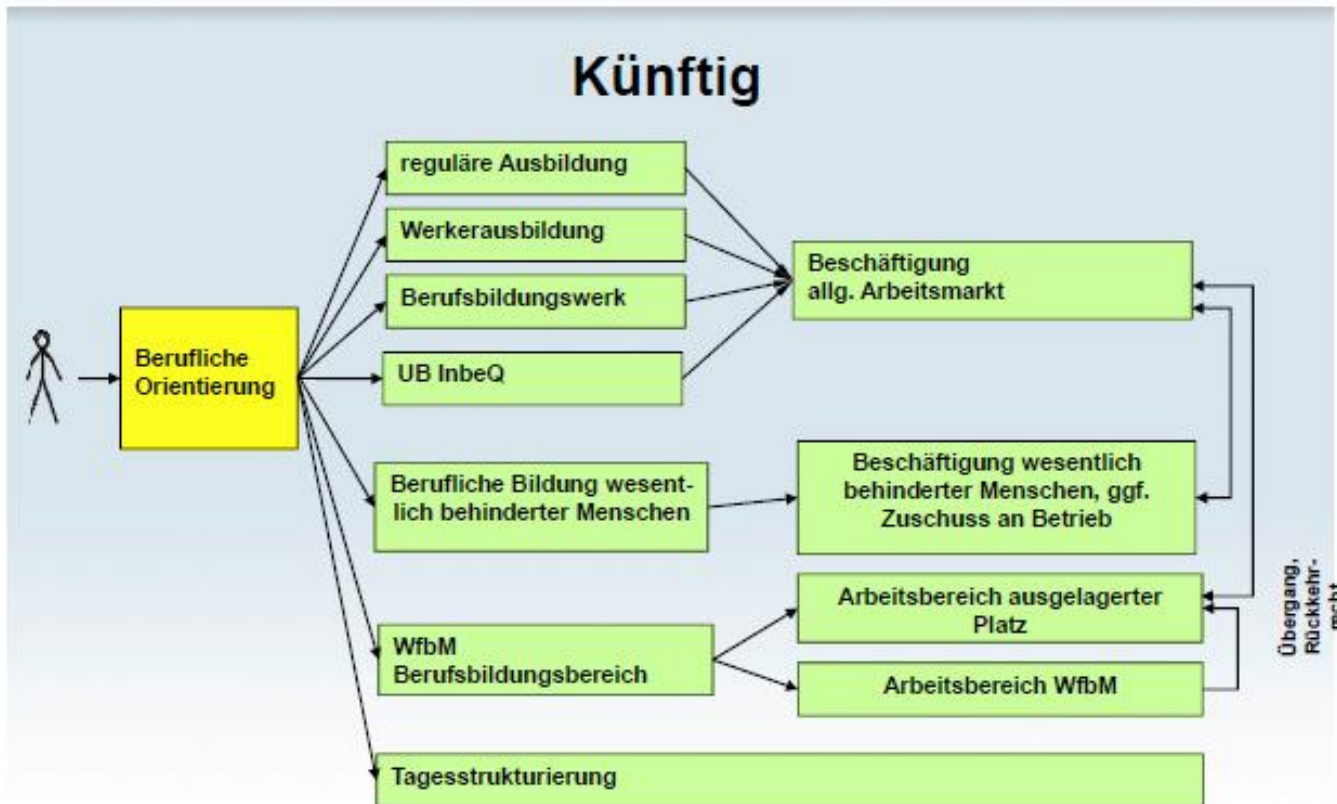 Künftig
reguläre Ausbildung
Werkerausbildung
Berufsbildungswerk
UB InbeQ
Berufliche
Orientierung
Beschäftigung
allg. Arbeitsmarkt
Berufliche Bildung wesent-
lich behinderter Menschen
Beschäftigung wesentlich
behinderter Menschen, ggf.
Zuschuss an Betrieb
WfbM
Berufsbildungsbereich
Arbeitsbereich ausgelagerter
Platz
Arbeitsbereich WfbM
Tagesstrukturierung
Übergang,
Rückkehr-